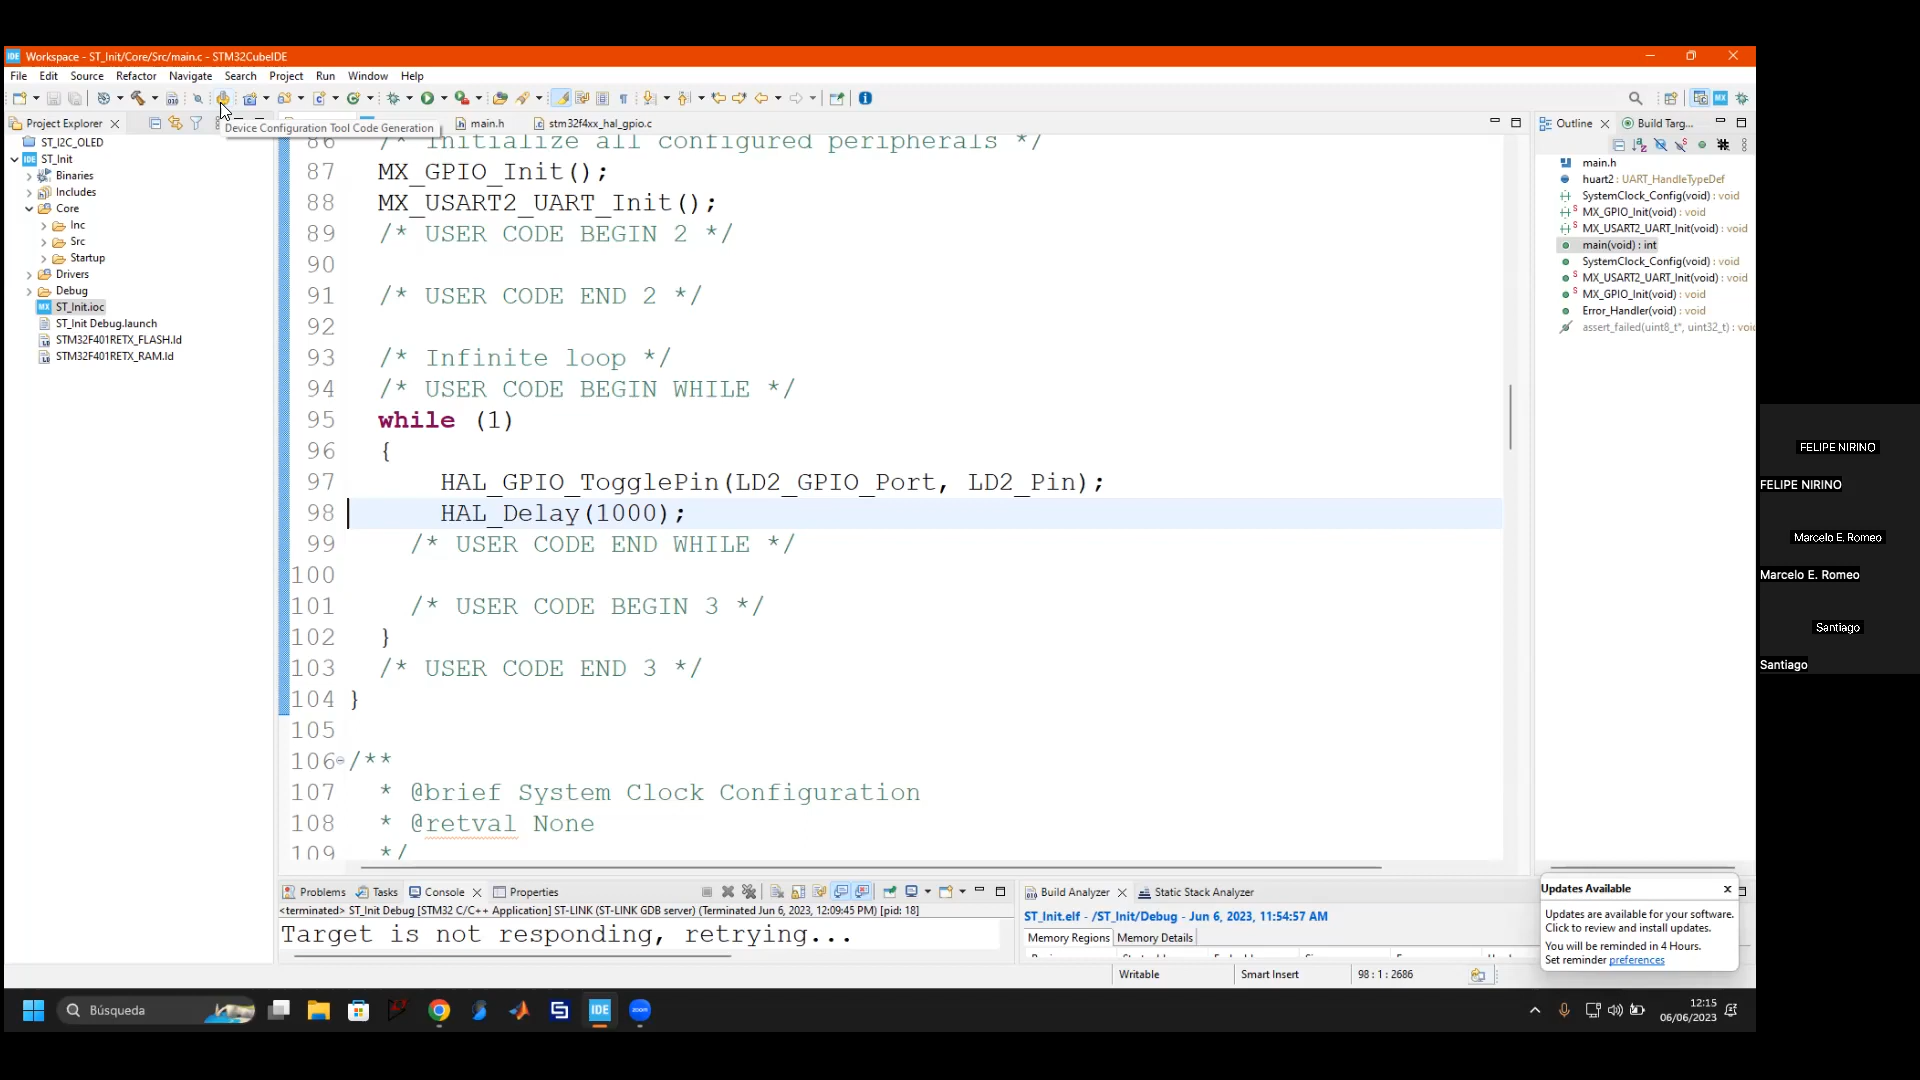 Workspace - ST_Init/Core/Src/main.c - STM32CubeIDE
File Edit Source Refactor Navigate Search Project Run Window Help
Project Explorer
Device Configuration Tool Code Generation
main.h
stm32f4xx_hal_gpio.c
ST_I2C_OLED
ST_Init
Binaries
Includes
Core
Inc
Src
Startup
Drivers
Debug
ST_Init.ioc
ST_Init Debug.launch
STM32F401RETX_FLASH.ld
STM32F401RETX_RAM.ld
86 /* Initialize all configured peripherals */
87 MX_GPIO_Init();
88 MX_USART2_UART_Init();
89 /* USER CODE BEGIN 2 */
90
91 /* USER CODE END 2 */
92
93 /* Infinite loop */
94 /* USER CODE BEGIN WHILE */
95 while (1)
96 {
97 HAL_GPIO_TogglePin(LD2_GPIO_Port, LD2_Pin);
98 HAL_Delay(1000);
99 /* USER CODE END WHILE */
100
101 /* USER CODE BEGIN 3 */
102 }
103 /* USER CODE END 3 */
104 }
105
106 /**
107 * @brief System Clock Configuration
108 * @retval None
109 */
Outline
Build Targ...
main.h
huart2 : UART_HandleTypeDef
SystemClock_Config(void) : void
MX_GPIO_Init(void) : void
MX_USART2_UART_Init(void) : void
main(void) : int
SystemClock_Config(void) : void
MX_USART2_UART_Init(void) : void
MX_GPIO_Init(void) : void
Error_Handler(void) : void
assert_failed(uint8_t*, uint32_t) : void
Problems Tasks Console Properties
<terminated> ST_Init Debug [STM32 C/C++ Application] ST-LINK (ST-LINK GDB server) (Terminated Jun 6, 2023, 12:09:45 PM) [pid: 18]
Target is not responding, retrying...
Build Analyzer Static Stack Analyzer
ST_Init.elf - /ST_Init/Debug - Jun 6, 2023, 11:54:57 AM
Memory Regions Memory Details
Updates Available
Updates are available for your software.
Click to review and install updates.
You will be reminded in 4 Hours.
Set reminder preferences
Writable
Smart Insert
98 : 1 : 2686
Búsqueda
IDE
zoom
12:15
06/06/2023
FELIPE NIRINO
FELIPE NIRINO
Marcelo E. Romeo
Marcelo E. Romeo
Santiago
Santiago